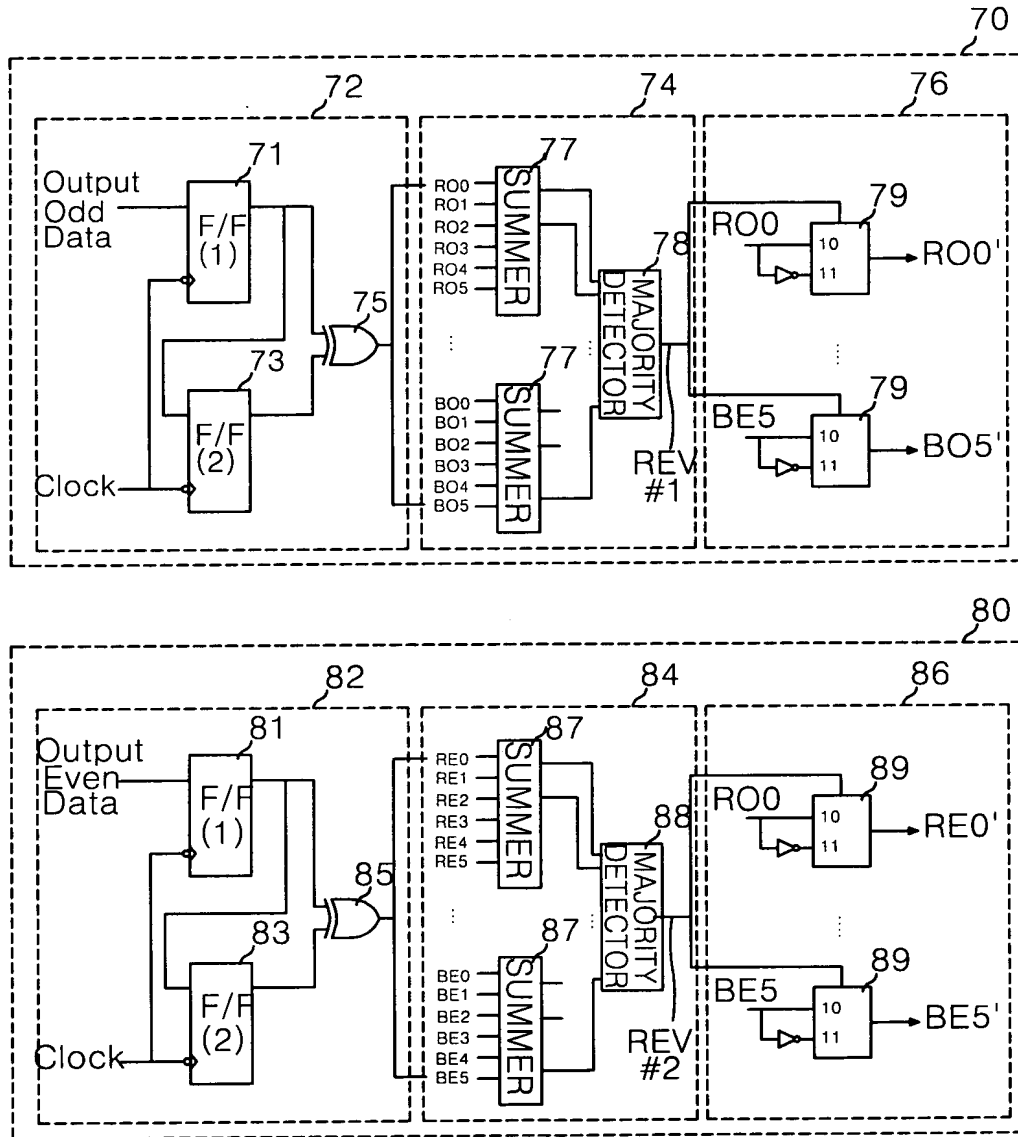 70
72
74
76
71
77
Output
Odd
Data
F/F
(1)
RO0
RO1
RO2
RO3
RO4
RO5
SUMMER
78
79
RO0
10
11
RO0'
75
MAJORITY
DETECTOR
73
77
F/F
(2)
Clock
BO0
BO1
BO2
BO3
BO4
BO5
SUMMER
REV
#1
79
BE5
10
11
BO5'
80
82
84
86
81
87
Output
Even
Data
F/F
(1)
RE0
RE1
RE2
RE3
RE4
RE5
SUMMER
88
89
RO0
10
11
RE0'
85
MAJORITY
DETECTOR
83
87
F/F
(2)
Clock
BE0
BE1
BE2
BE3
BE4
BE5
SUMMER
REV
#2
89
BE5
10
11
BE5'